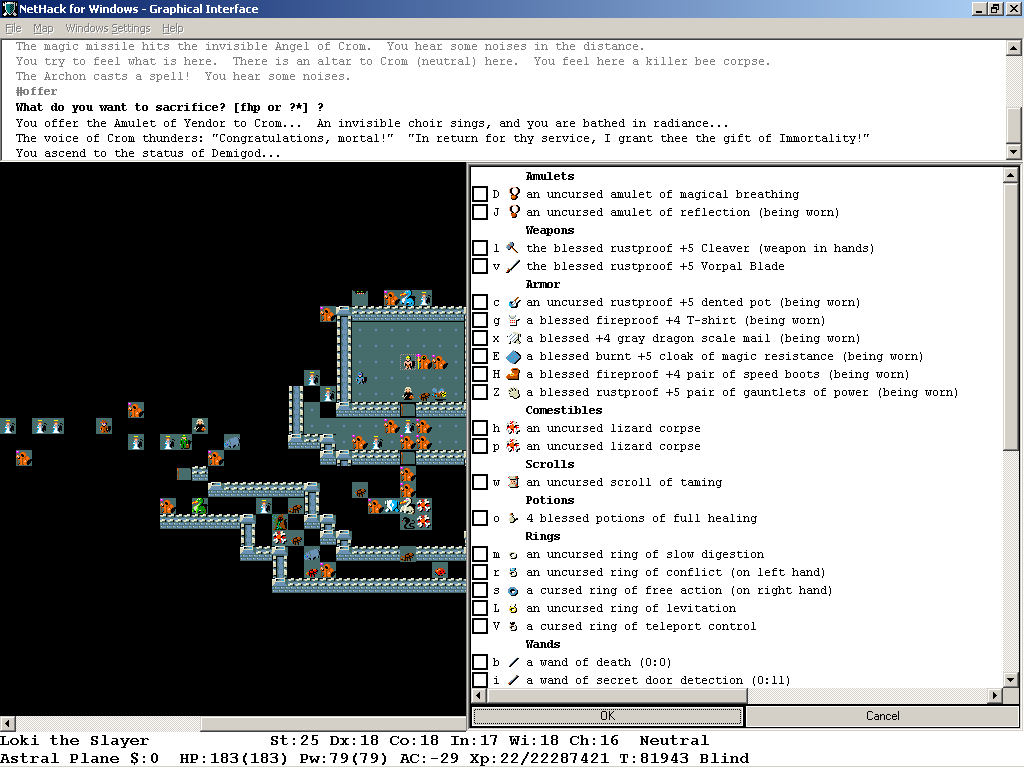 NetHack for Windows - Graphical Interface
File Map Windows Settings Help
The magic missile hits the invisible Angel of Crom. You hear some noises in the distance.
You try to feel what is here. There is an altar to Crom (neutral) here. You feel here a killer bee corpse.
The Archon casts a spell! You hear some noises.
#offer
What do you want to sacrifice? [fhp or ?*] ?
You offer the Amulet of Yendor to Crom... An invisible choir sings, and you are bathed in radiance...
The voice of Crom thunders: "Congratulations, mortal!" "In return for thy service, I grant thee the gift of Immortality!"
You ascend to the status of Demigod...
Amulets
D an uncursed amulet of magical breathing
J an uncursed amulet of reflection (being worn)
Weapons
l the blessed rustproof +5 Cleaver (weapon in hands)
v the blessed rustproof +5 Vorpal Blade
Armor
c an uncursed rustproof +5 dented pot (being worn)
g a blessed fireproof +4 T-shirt (being worn)
x a blessed +4 gray dragon scale mail (being worn)
E a blessed burnt +5 cloak of magic resistance (being worn)
H a blessed fireproof +4 pair of speed boots (being worn)
Z a blessed rustproof +5 pair of gauntlets of power (being worn)
Comestibles
h an uncursed lizard corpse
p an uncursed lizard corpse
Scrolls
w an uncursed scroll of taming
Potions
o 4 blessed potions of full healing
Rings
m an uncursed ring of slow digestion
r an uncursed ring of conflict (on left hand)
s a cursed ring of free action (on right hand)
L an uncursed ring of levitation
V a cursed ring of teleport control
Wands
b a wand of death (0:0)
i a wand of secret door detection (0:11)
OK Cancel
Loki the Slayer St:25 Dx:18 Co:18 In:17 Wi:18 Ch:16 Neutral
Astral Plane $:0 HP:183(183) Pw:79(79) AC:-29 Xp:22/22287421 T:81943 Blind